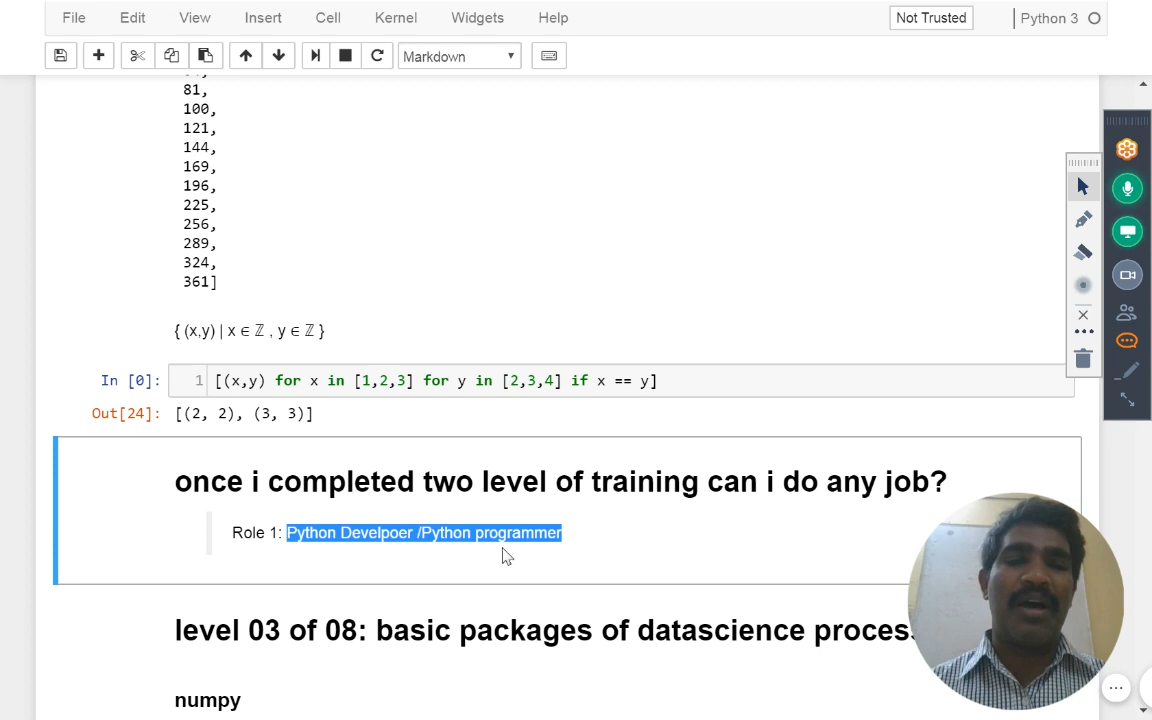 File Edit View Insert Cell Kernel Widgets Help Not Trusted Python 3
Markdown
81,
100,
121,
144,
169,
196,
225,
256,
289,
324,
361]
{ (x,y) | x ∈ ℤ , y ∈ ℤ }
In [0]: 1 [(x,y) for x in [1,2,3] for y in [2,3,4] if x == y]
Out[24]: [(2, 2), (3, 3)]
once i completed two level of training can i do any job?
Role 1: Python Develpoer /Python programmer
level 03 of 08: basic packages of datascience
numpy